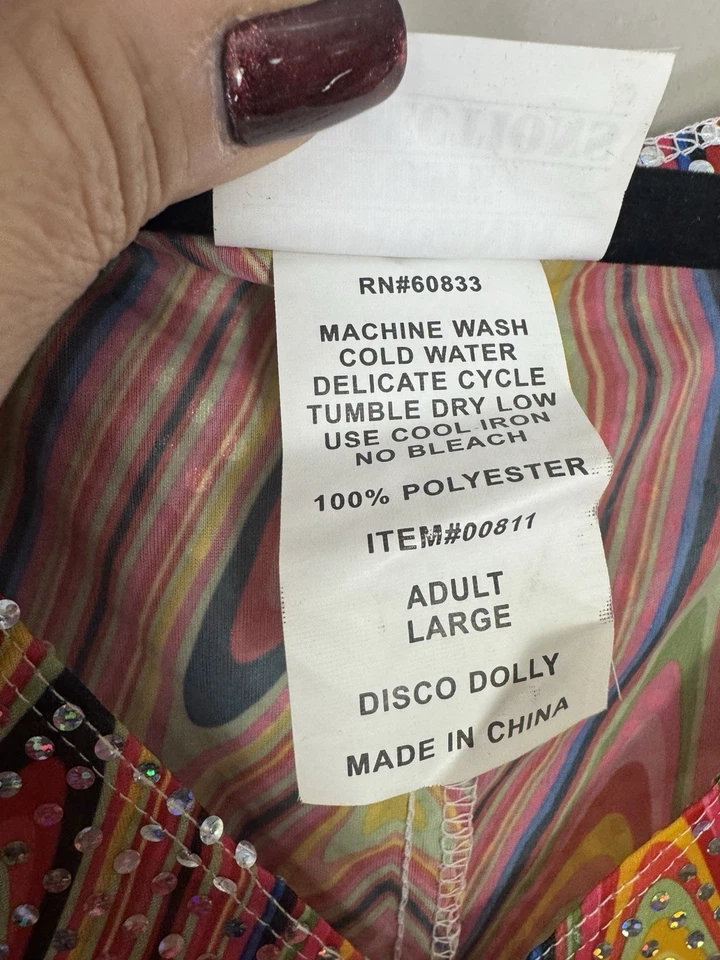 RN#60833
MACHINE WASH
COLD WATER
DELICATE CYCLE
TUMBLE DRY LOW
USE COOL IRON
NO BLEACH
100% POLYESTER
ITEM#00811
ADULT
LARGE
DISCO DOLLY
MADE IN CHINA